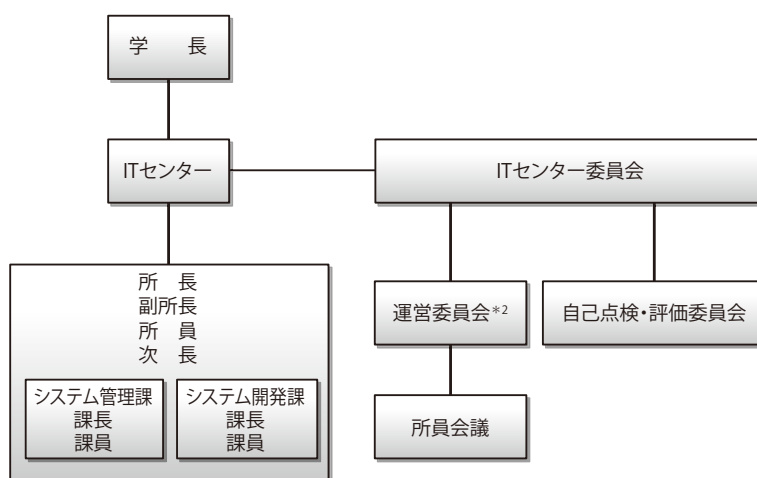 学　長
ITセンター
ITセンター委員会
所　長
副所長
所　員
次　長
システム管理課
課長
課員
システム開発課
課長
課員
運営委員会*2
自己点検・評価委員会
所員会議